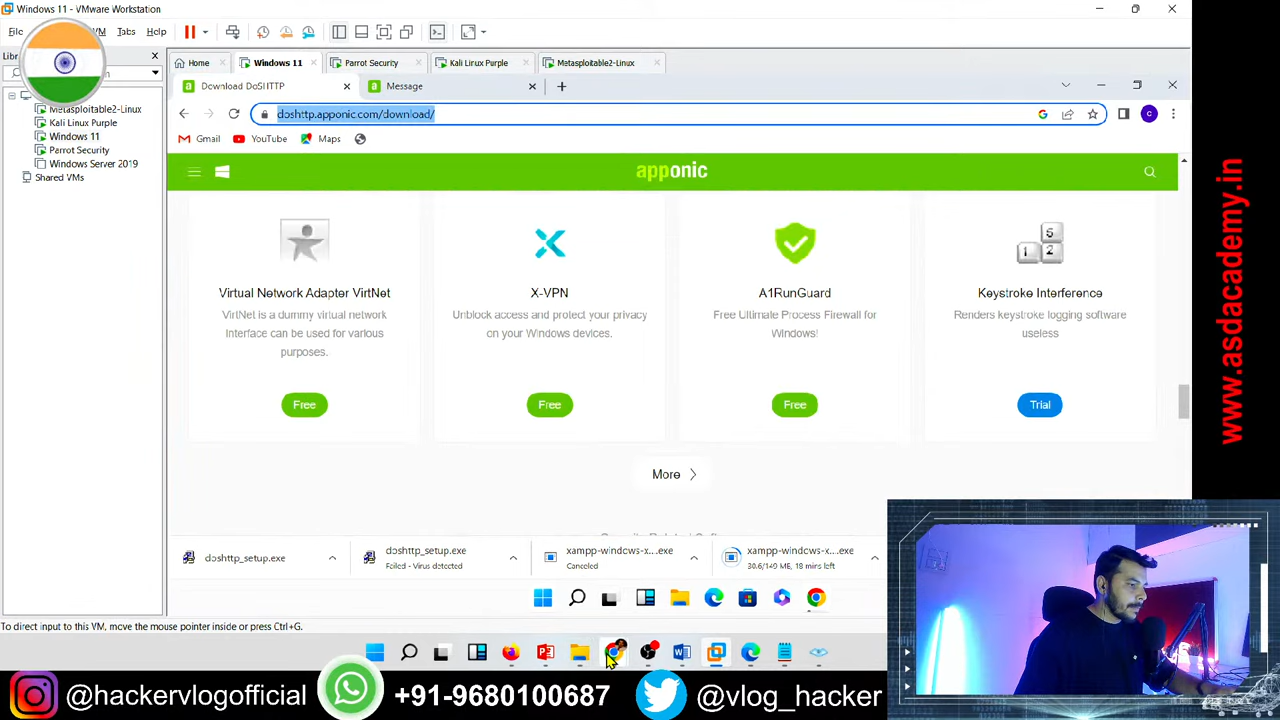 Windows 11 - VMware Workstation
VM Tabs Help
Home
Windows 11
Parrot Security
Kali Linux Purple
Metasploitable2-Linux
Download DoSHTTP
Message
doshttp.apponic.com/download/
G
C
Gmail
YouTube
Maps
Metasploitable2-Linux
Kali Linux Purple
Windows 11
Parrot Security
Windows Server 2019
Shared VMs
apponic
5
1 2
Virtual Network Adapter VirtNet
VirtNet is a dummy virtual network
Interface can be used for various
purposes.
Free
X-VPN
Unblock access and protect your privacy
on your Windows devices.
Free
A1RunGuard
Free Ultimate Process Firewall for
Windows!
Free
Keystroke Interference
Renders keystroke logging software
useless
Trial
More
doshttp_setup.exe
doshttp_setup.exe
Failed - Virus detected
xampp-windows-x...exe
Canceled
xampp-windows-x...exe
30.6/149 MB, 18 mins left
To direct input to this VM, move the mouse pointer inside or press Ctrl+G.
@hackervlogofficial
+91-9680100687
@vlog_hacker
www.asdacademy.in